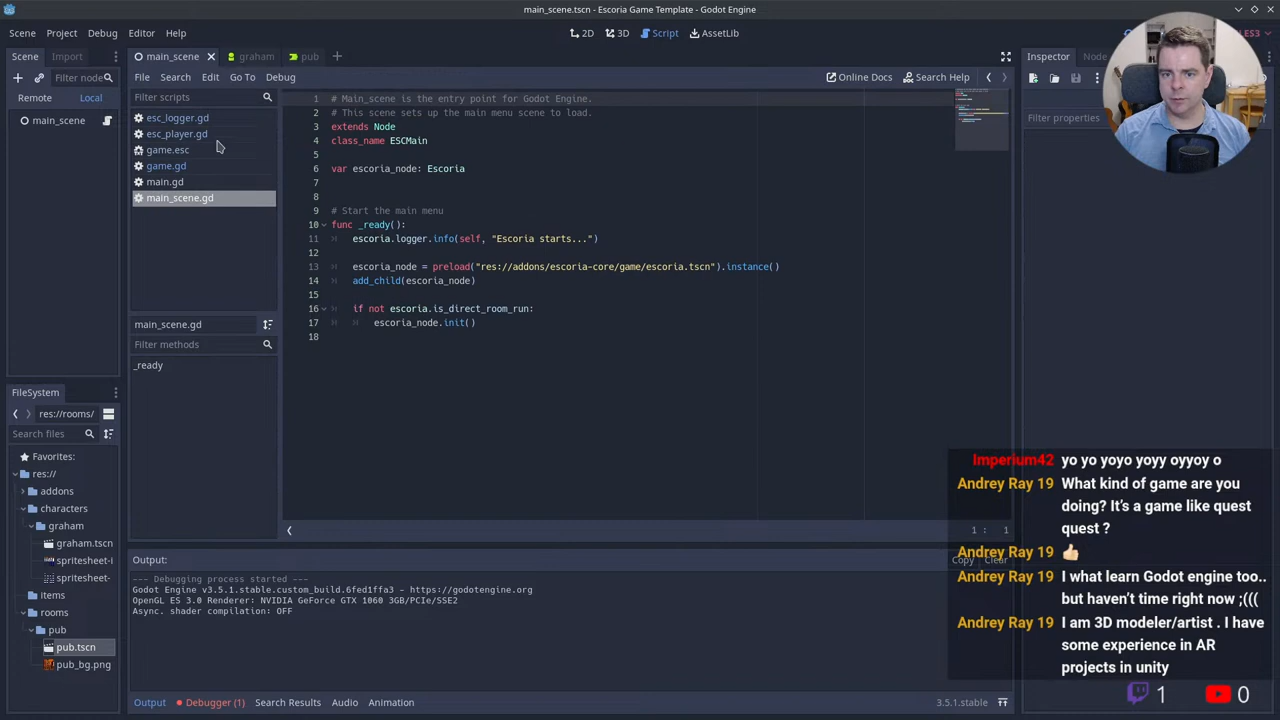 main_scene.tscn - Escoria Game Template - Godot Engine
Scene Project Debug Editor Help
2D 3D Script AssetLib
GLES3
Scene Import
main_scene graham pub
Inspector Node
Filter node
File Search Edit Go To Debug
Online Docs Search Help
Remote Local
main_scene
Filter scripts
esc_logger.gd
esc_player.gd
game.esc
game.gd
main.gd
main_scene.gd
main_scene.gd
Filter methods
_ready
Filter properties
1 # Main_scene is the entry point for Godot Engine.
2 # This scene sets up the main menu scene to load.
3 extends Node
4 class_name ESCMain
5
6 var escoria_node: Escoria
7
8
9 # Start the main menu
10 func _ready():
11 escoria.logger.info(self, "Escoria starts...")
12
13 escoria_node = preload("res://addons/escoria-core/game/escoria.tscn").instance()
14 add_child(escoria_node)
15
16 if not escoria.is_direct_room_run:
17 escoria_node.init()
18
1 : 1
FileSystem
res://rooms/
Search files
Favorites:
res://
addons
characters
graham
graham.tscn
spritesheet-i
spritesheet-
items
rooms
pub
pub.tscn
pub_bg.png
Output:
Copy Clear
--- Debugging process started ---
Godot Engine v3.5.1.stable.custom_build.6fed1ffa3 - https://godotengine.org
OpenGL ES 3.0 Renderer: NVIDIA GeForce GTX 1060 3GB/PCIe/SSE2
Async. shader compilation: OFF
Output Debugger (1) Search Results Audio Animation
3.5.1.stable
Imperium42 yo yo yoyo yoyy oyyoy o
Andrey Ray 19 What kind of game are you
doing? It's a game like quest
quest ?
Andrey Ray 19 👍🏻
Andrey Ray 19 I what learn Godot engine too..
but haven't time right now ;(((
Andrey Ray 19 I am 3D modeler/artist . I have
some experience in AR
projects in unity
1 0